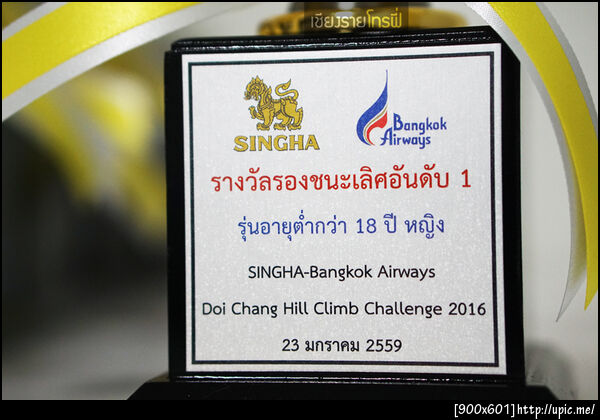 เชียงรายโทรฟี่
SINGHA
Bangkok
Airways
รางวัลรองชนะเลิศอันดับ 1
รุ่นอายุต่ำกว่า 18 ปี หญิง
SINGHA-Bangkok Airways
Doi Chang Hill Climb Challenge 2016
23 มกราคม 2559
[900x601]http://upic.me/